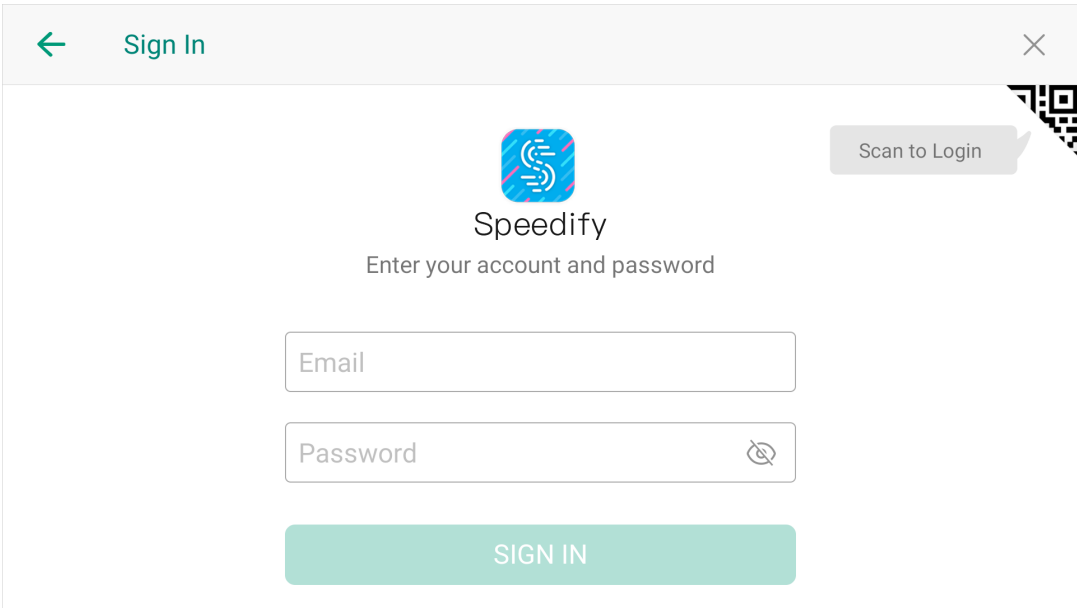 Sign In
Scan to Login
Speedify
Enter your account and password
Email
Password
SIGN IN